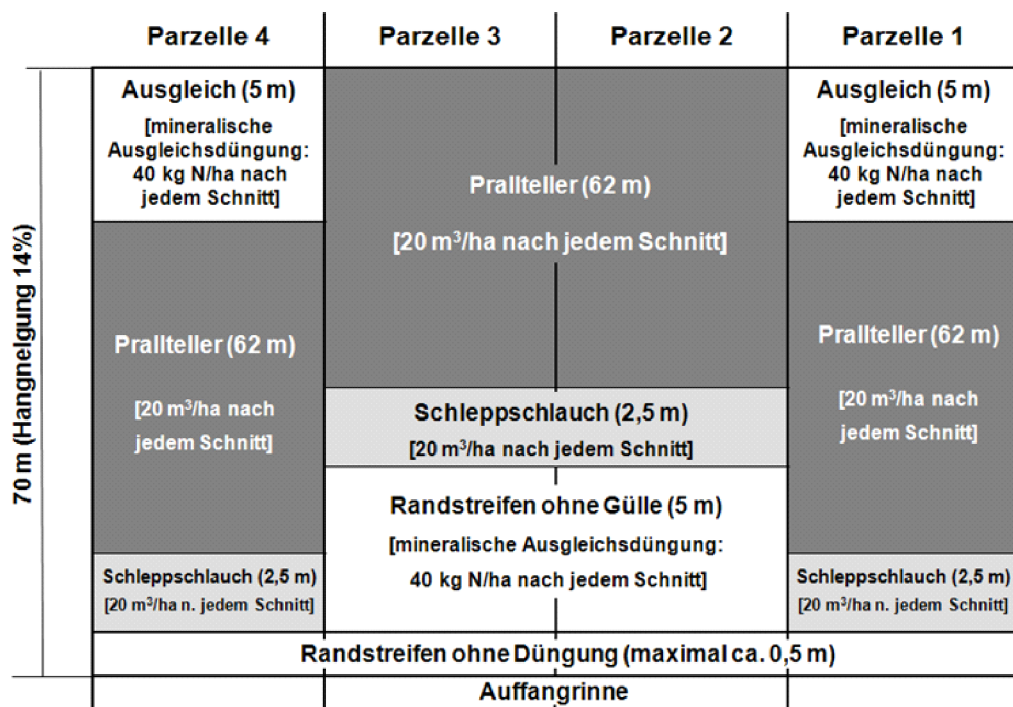 Parzelle 4
Parzelle 3
Parzelle 2
Parzelle 1
70 m (Hangneigung 14%)
Ausgleich (5 m)
[mineralische
Ausgleichsdüngung:
40 kg N/ha nach
jedem Schnitt]
Prallteller (62 m)
[20 m³/ha nach
jedem Schnitt]
Schleppschlauch (2,5 m)
[20 m³/ha n. jedem Schnitt]
Prallteller (62 m)
[20 m³/ha nach jedem Schnitt]
Schleppschlauch (2,5 m)
[20 m³/ha nach jedem Schnitt]
Randstreifen ohne Gülle (5 m)
[mineralische Ausgleichsdüngung:
40 kg N/ha nach jedem Schnitt]
Ausgleich (5 m)
[mineralische
Ausgleichsdüngung:
40 kg N/ha nach
jedem Schnitt]
Prallteller (62 m)
[20 m³/ha nach
jedem Schnitt]
Schleppschlauch (2,5 m)
[20 m³/ha n. jedem Schnitt]
Randstreifen ohne Düngung (maximal ca. 0,5 m)
Auffangrinne